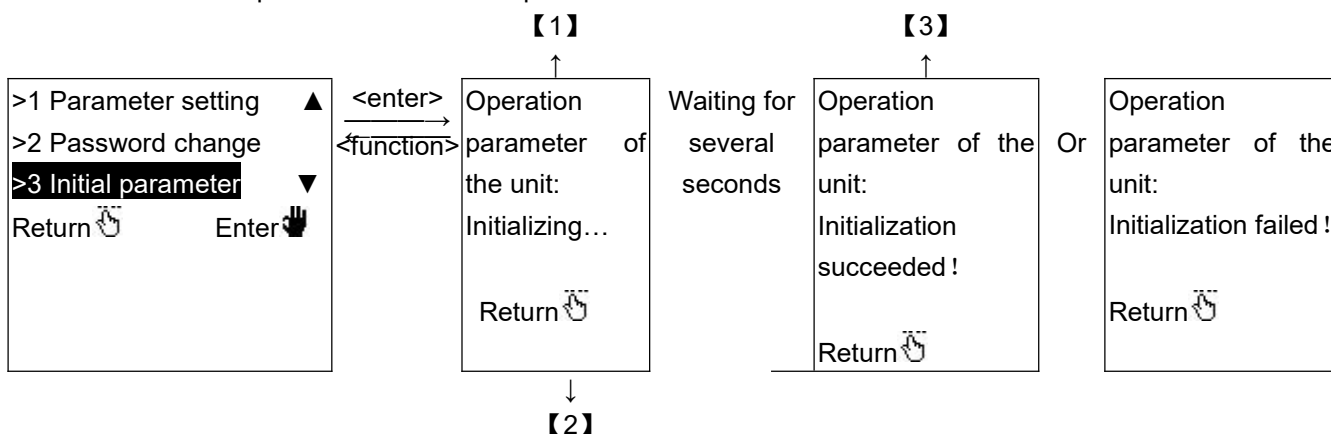 【1】
【3】
↑
↑
>1 Parameter setting ▲
>2 Password change
>3 Initial parameter ▼
Return Enter
<enter>
→
←
<function>
Operation
parameter of
the unit:
Initializing…
Return
Waiting for
several
seconds
Operation
parameter of the
unit:
Initialization
succeeded！
Return
Or
Operation
parameter of the
unit:
Initialization failed！
Return
↓
【2】